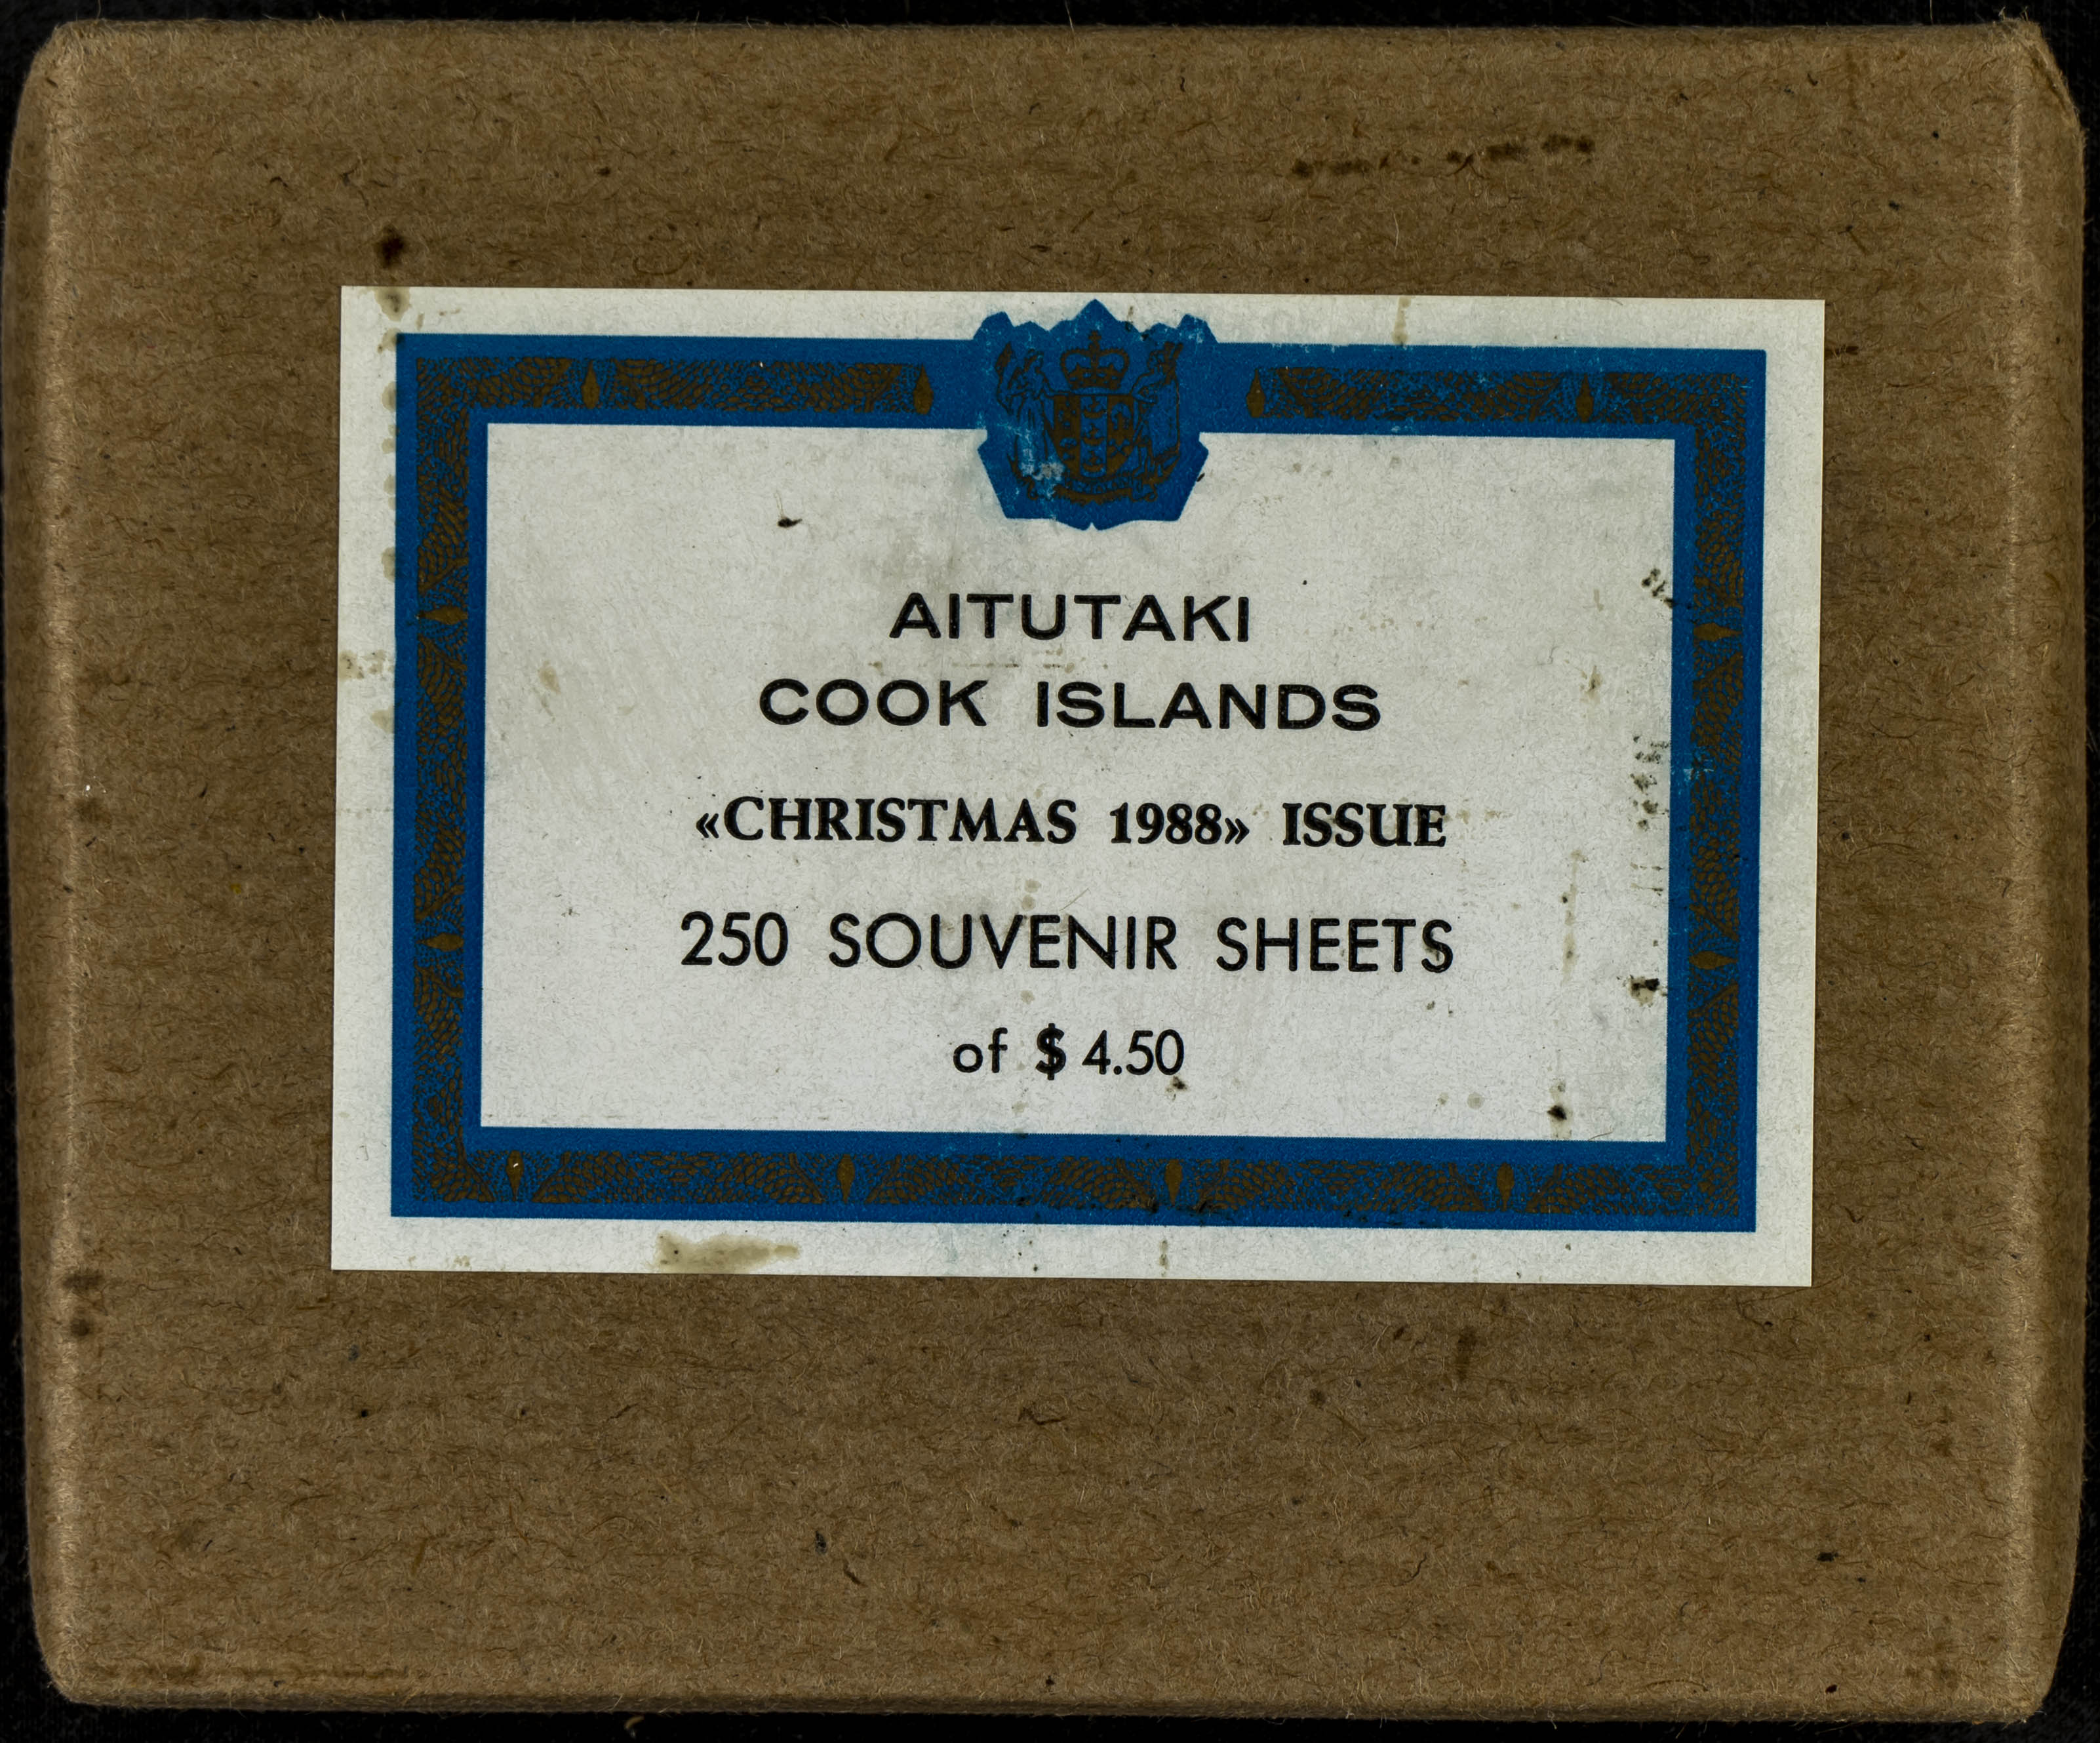 AITUTAKI
COOK ISLANDS
«CHRISTMAS 1988» ISSUE
250 SOUVENIR SHEETS
of $ 4.50